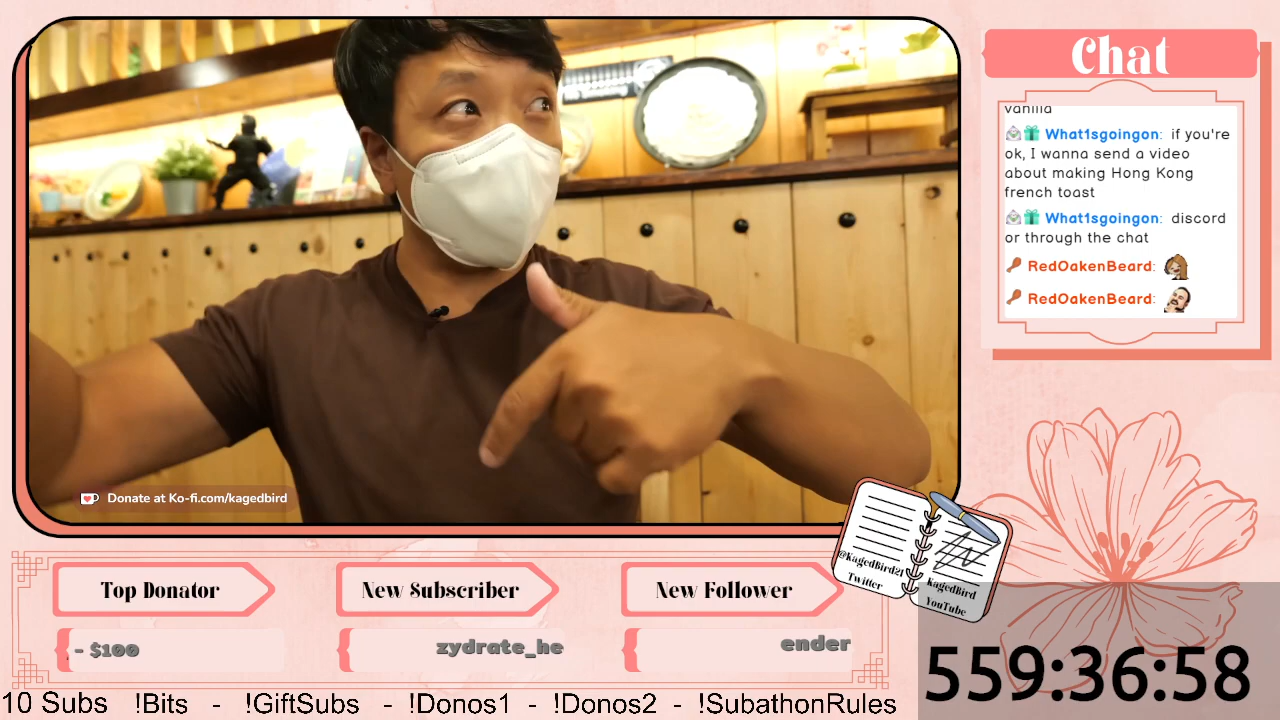 Chat
vanilla
What1sgoingon: if you're
ok, I wanna send a video
about making Hong Kong
french toast
What1sgoingon: discord
or through the chat
RedOakenBeard:
RedOakenBeard:
Donate at Ko-fi.com/kagedbird
@KagedBird21
Twitter
KagedBird
YouTube
Top Donator
New Subscriber
New Follower
- $100
zydrate_he
ender
559:36:58
10 Subs !Bits - !GiftSubs - !Donos1 - !Donos2 - !SubathonRules